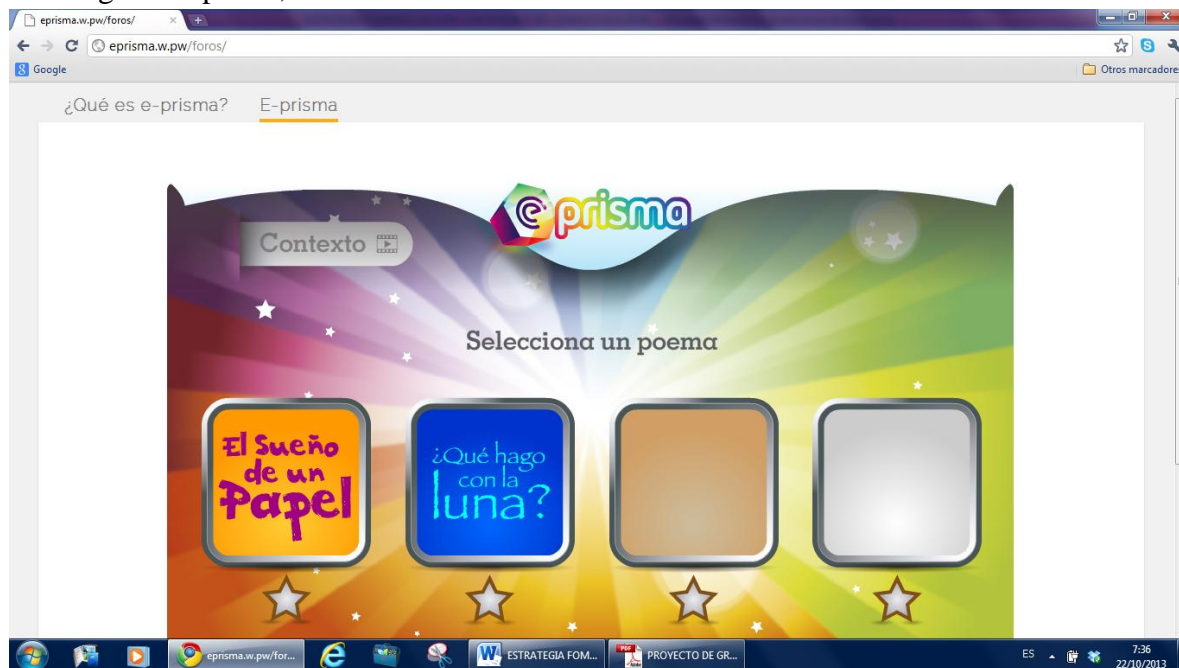 eprisma.w.pw/foros/
eprisma.w.pw/foros/
Google
Otros marcadore
¿Qué es e-prisma? E-prisma
e prisma
Contexto
Selecciona un poema
El Sueño
de un
Papel
¿Qué hago
con la
luna?
eprisma.w.pw/for...
ESTRATEGIA FOM...
PROYECTO DE GR...
ES
7:36
22/10/2013